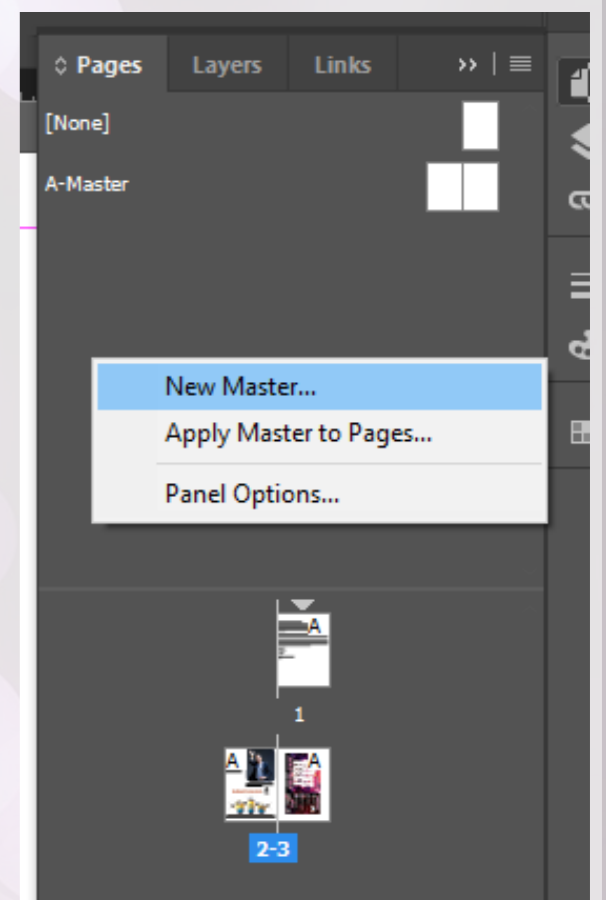 Pages Layers Links
[None]
A-Master
New Master...
Apply Master to Pages...
Panel Options...
A
1
A A
2-3